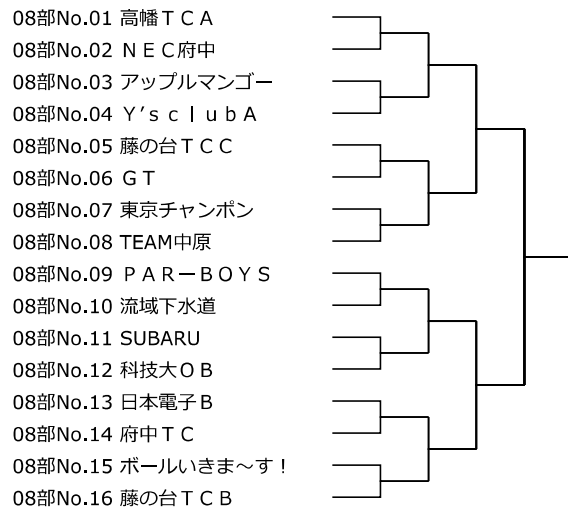 08部No.01 高幡ＴＣＡ
08部No.02 ＮＥＣ府中
08部No.03 アップルマンゴー
08部No.04 Ｙ’ｓｃｌｕｂＡ
08部No.05 藤の台ＴＣＣ
08部No.06 ＧＴ
08部No.07 東京チャンポン
08部No.08 TEAM中原
08部No.09 ＰＡＲ－ＢＯＹＳ
08部No.10 流域下水道
08部No.11 SUBARU
08部No.12 科技大ＯＢ
08部No.13 日本電子Ｂ
08部No.14 府中ＴＣ
08部No.15 ボールいきま～す！
08部No.16 藤の台ＴＣＢ